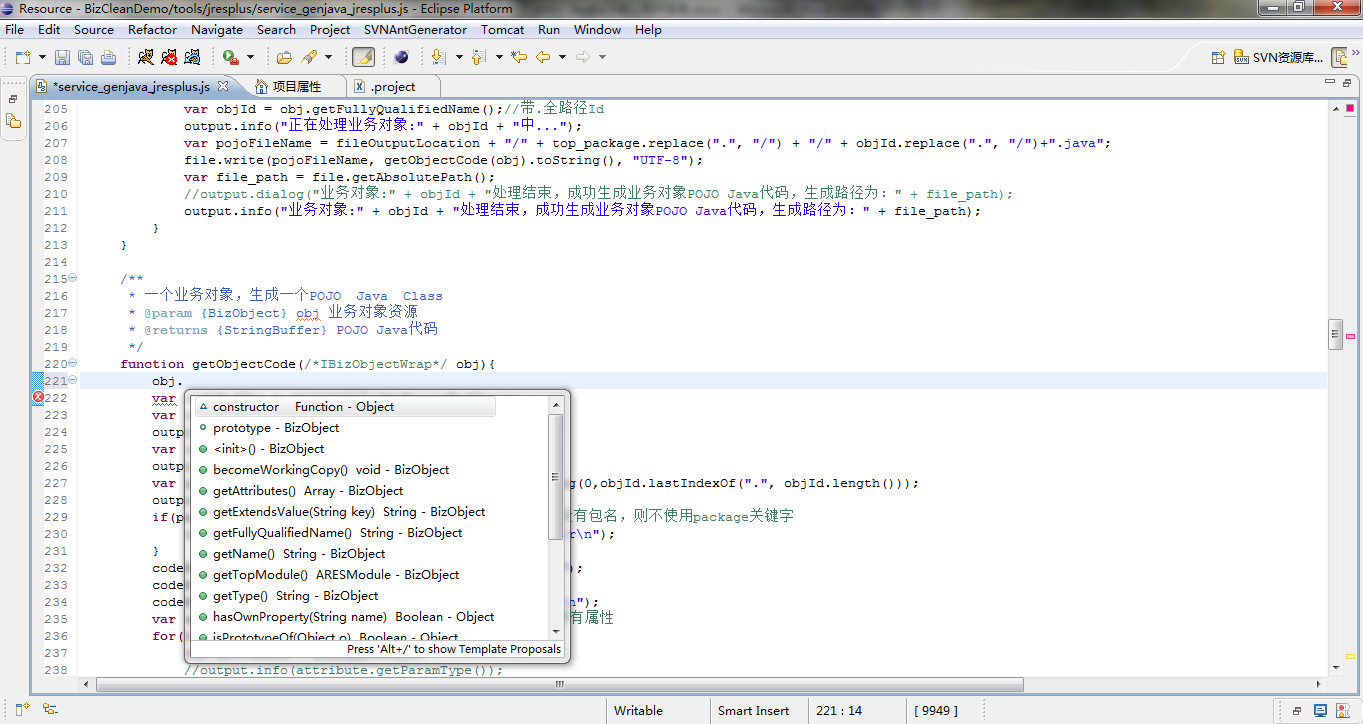 Resource - BizCleanDemo/tools/jresplus/service_genjava_jresplus.js - Eclipse Platform
File Edit Source Refactor Navigate Search Project SVNAntGenerator Tomcat Run Window Help
SVN资源库...
*service_genjava_jresplus.js 项目属性 .project
205 var objId = obj.getFullyQualifiedName();//带.全路径Id
206 output.info("正在处理业务对象:" + objId + "中...");
207 var pojoFileName = fileOutputLocation + "/" + top_package.replace(".", "/") + "/" + objId.replace(".", "/")+".java";
208 file.write(pojoFileName, getObjectCode(obj).toString(), "UTF-8");
209 var file_path = file.getAbsolutePath();
210 //output.dialog("业务对象:" + objId + "处理结束，成功生成业务对象POJO Java代码，生成路径为：" + file_path);
211 output.info("业务对象:" + objId + "处理结束，成功生成业务对象POJO Java代码，生成路径为：" + file_path);
212 }
213 }
214
215 /**
216 * 一个业务对象，生成一个POJO Java Class
217 * @param {BizObject} obj 业务对象资源
218 * @returns {StringBuffer} POJO Java代码
219 */
220 function getObjectCode(/*IBizObjectWrap*/ obj){
221 obj.
222 var
223 var
224 outp
225 var
226 outp
227 var g(0,objId.lastIndexOf(".", objId.length()));
228 outp
229 if(p 有包名，则不使用package关键字
230 r\n");
231 }
232 code );
233 code
234 code n");
235 var 有属性
236 for(
237
238 //output.info(attribute.getParamType());
constructor Function - Object
prototype - BizObject
<init>() - BizObject
becomeWorkingCopy() void - BizObject
getAttributes() Array - BizObject
getExtendsValue(String key) String - BizObject
getFullyQualifiedName() String - BizObject
getName() String - BizObject
getTopModule() ARESModule - BizObject
getType() String - BizObject
hasOwnProperty(String name) Boolean - Object
isPrototypeOf(Object o) Boolean - Object
Press 'Alt+/' to show Template Proposals
Writable Smart Insert 221 : 14 [ 9949 ]